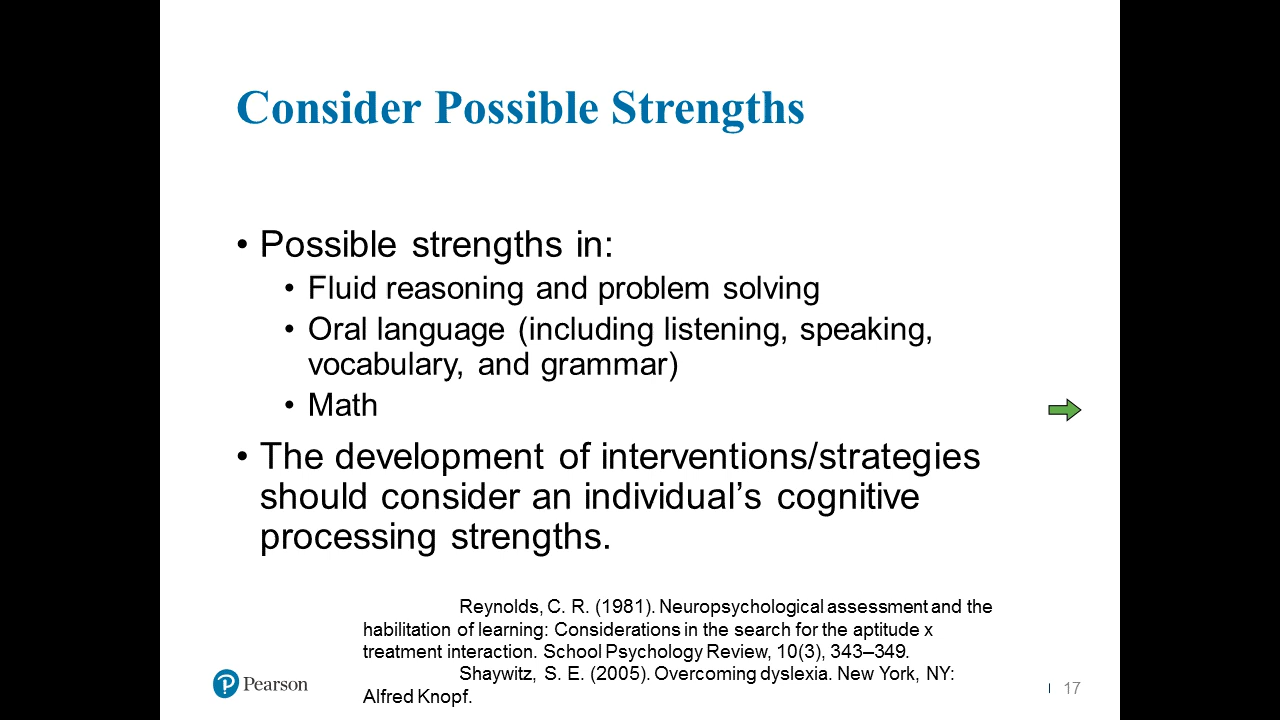 Consider Possible Strengths
• Possible strengths in:
• Fluid reasoning and problem solving
• Oral language (including listening, speaking,
vocabulary, and grammar)
• Math
• The development of interventions/strategies
should consider an individual’s cognitive
processing strengths.
Reynolds, C. R. (1981). Neuropsychological assessment and the
habilitation of learning: Considerations in the search for the aptitude x
treatment interaction. School Psychology Review, 10(3), 343–349.
Shaywitz, S. E. (2005). Overcoming dyslexia. New York, NY:
Alfred Knopf.
Pearson
| 17